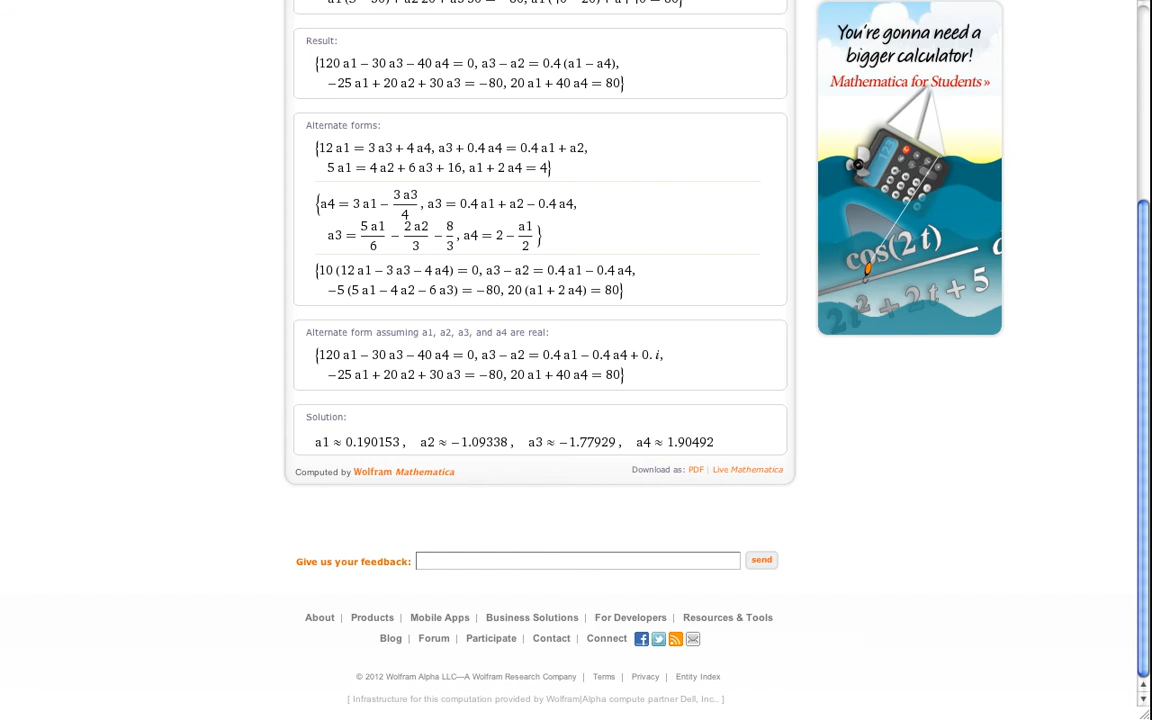 Result:
{120 a1 − 30 a3 − 40 a4 = 0, a3 − a2 = 0.4 (a1 − a4),
−25 a1 + 20 a2 + 30 a3 = −80, 20 a1 + 40 a4 = 80}
Alternate forms:
{12 a1 = 3 a3 + 4 a4, a3 + 0.4 a4 = 0.4 a1 + a2,
5 a1 = 4 a2 + 6 a3 + 16, a1 + 2 a4 = 4}
{a4 = 3 a1 − 3 a3/4, a3 = 0.4 a1 + a2 − 0.4 a4,
a3 = 5 a1/6 − 2 a2/3 − 8/3, a4 = 2 − a1/2}
{10 (12 a1 − 3 a3 − 4 a4) = 0, a3 − a2 = 0.4 a1 − 0.4 a4,
−5 (5 a1 − 4 a2 − 6 a3) = −80, 20 (a1 + 2 a4) = 80}
Alternate form assuming a1, a2, a3, and a4 are real:
{120 a1 − 30 a3 − 40 a4 = 0, a3 − a2 = 0.4 a1 − 0.4 a4 + 0. i,
−25 a1 + 20 a2 + 30 a3 = −80, 20 a1 + 40 a4 = 80}
Solution:
a1 ≈ 0.190153, a2 ≈ −1.09338, a3 ≈ −1.77929, a4 ≈ 1.90492
Computed by Wolfram Mathematica
Download as: PDF | Live Mathematica
You're gonna need a
bigger calculator!
Mathematica for Students »
cos(2 t)
2t² + 2t + 5
Give us your feedback: send
About | Products | Mobile Apps | Business Solutions | For Developers | Resources & Tools
Blog | Forum | Participate | Contact | Connect
© 2012 Wolfram Alpha LLC—A Wolfram Research Company | Terms | Privacy | Entity Index
[ Infrastructure for this computation provided by Wolfram|Alpha compute partner Dell, Inc.. ]